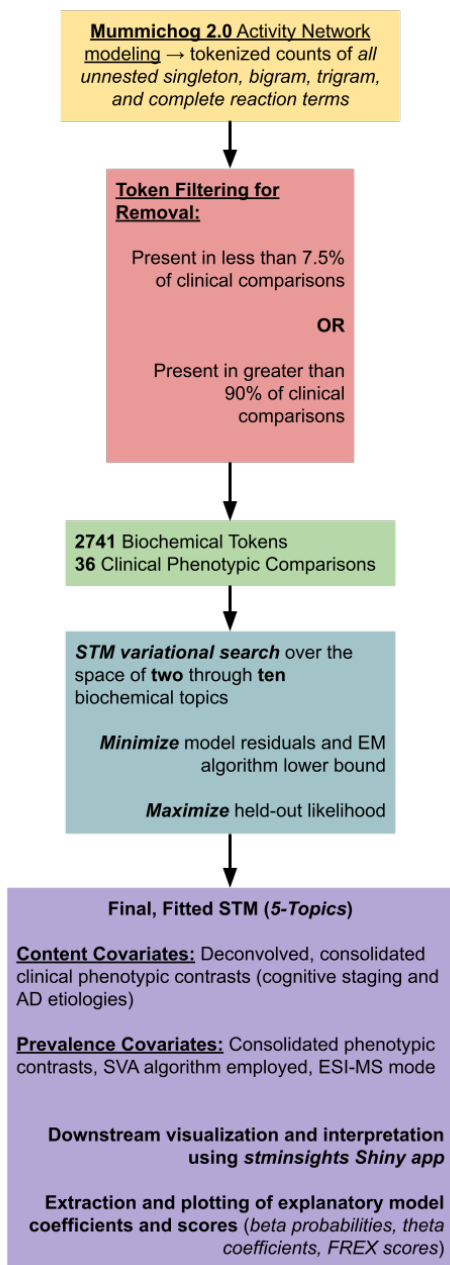 Mummichog 2.0 Activity Network
modeling → tokenized counts of all
unnested singleton, bigram, trigram,
and complete reaction terms
Token Filtering for
Removal:
Present in less than 7.5%
of clinical comparisons
OR
Present in greater than
90% of clinical
comparisons
2741 Biochemical Tokens
36 Clinical Phenotypic Comparisons
STM variational search over the
space of two through ten
biochemical topics
Minimize model residuals and EM
algorithm lower bound
Maximize held-out likelihood
Final, Fitted STM (5-Topics)
Content Covariates: Deconvolved, consolidated
clinical phenotypic contrasts (cognitive staging and
AD etiologies)
Prevalence Covariates: Consolidated phenotypic
contrasts, SVA algorithm employed, ESI-MS mode
Downstream visualization and interpretation
using stminsights Shiny app
Extraction and plotting of explanatory model
coefficients and scores (beta probabilities, theta
coefficients, FREX scores)